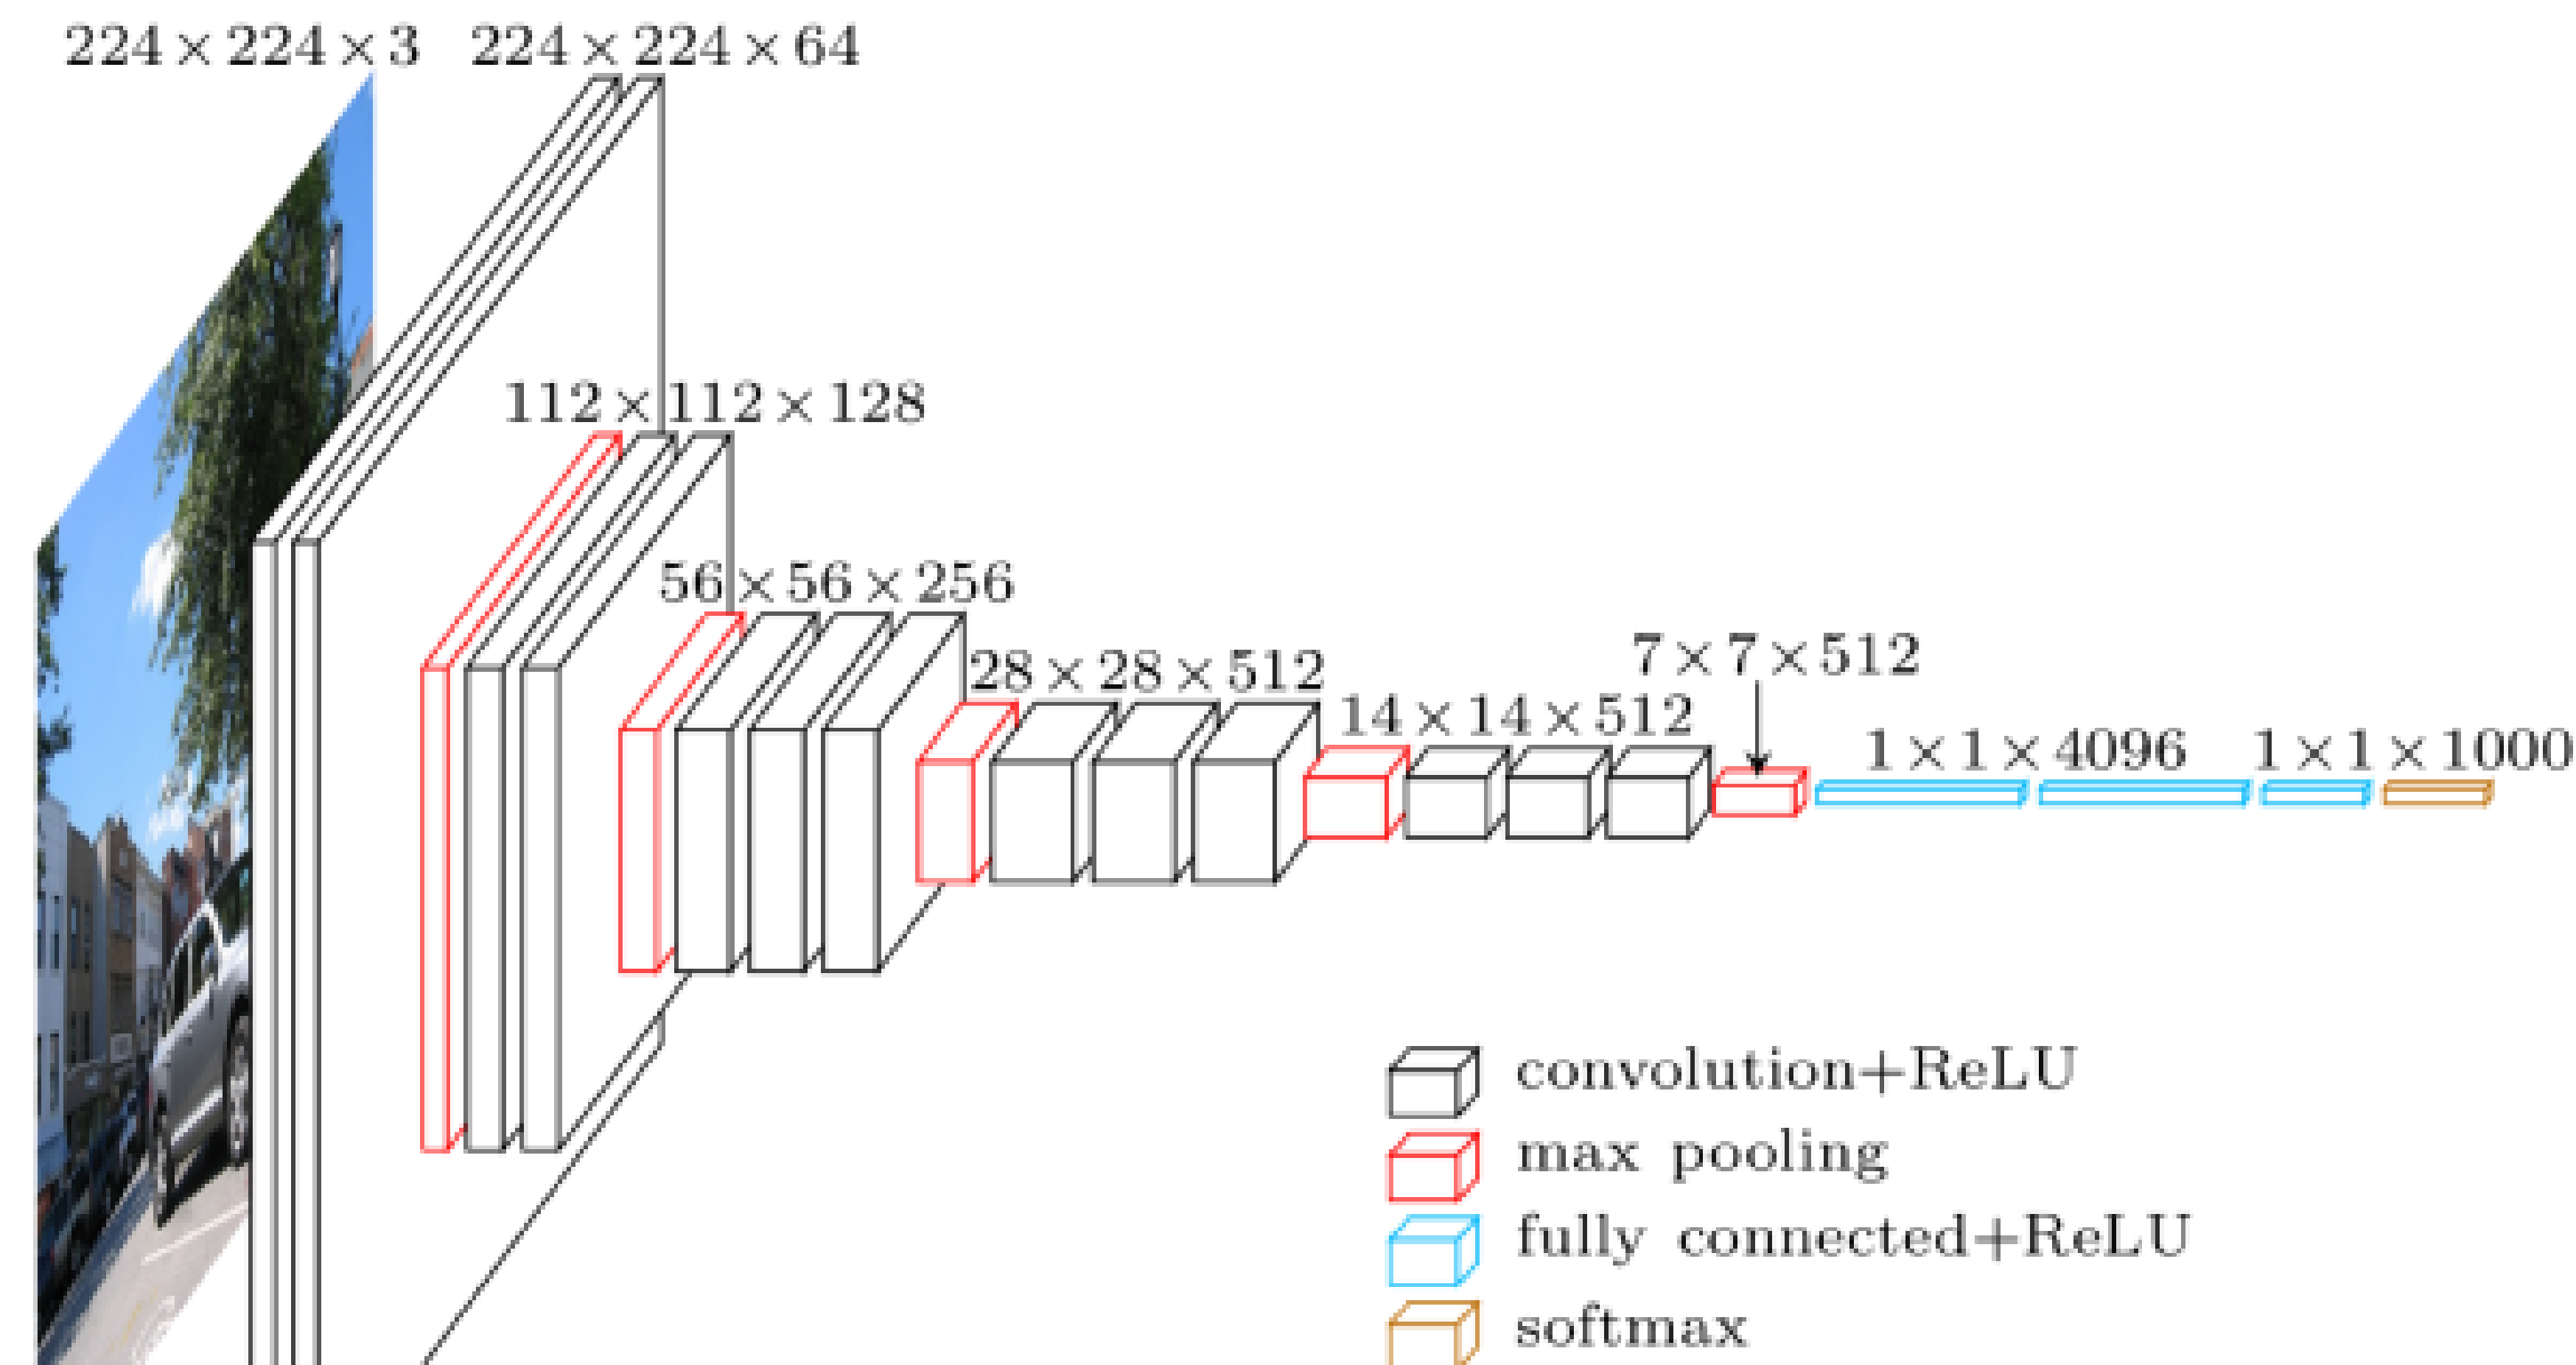 224 × 224 × 3
224 × 224 × 64
112 × 112 × 128
56 × 56 × 256
28 × 28 × 512
14 × 14 × 512
7 × 7 × 512
1 × 1 × 4096
1 × 1 × 1000
convolution+ReLU
max pooling
fully connected+ReLU
softmax